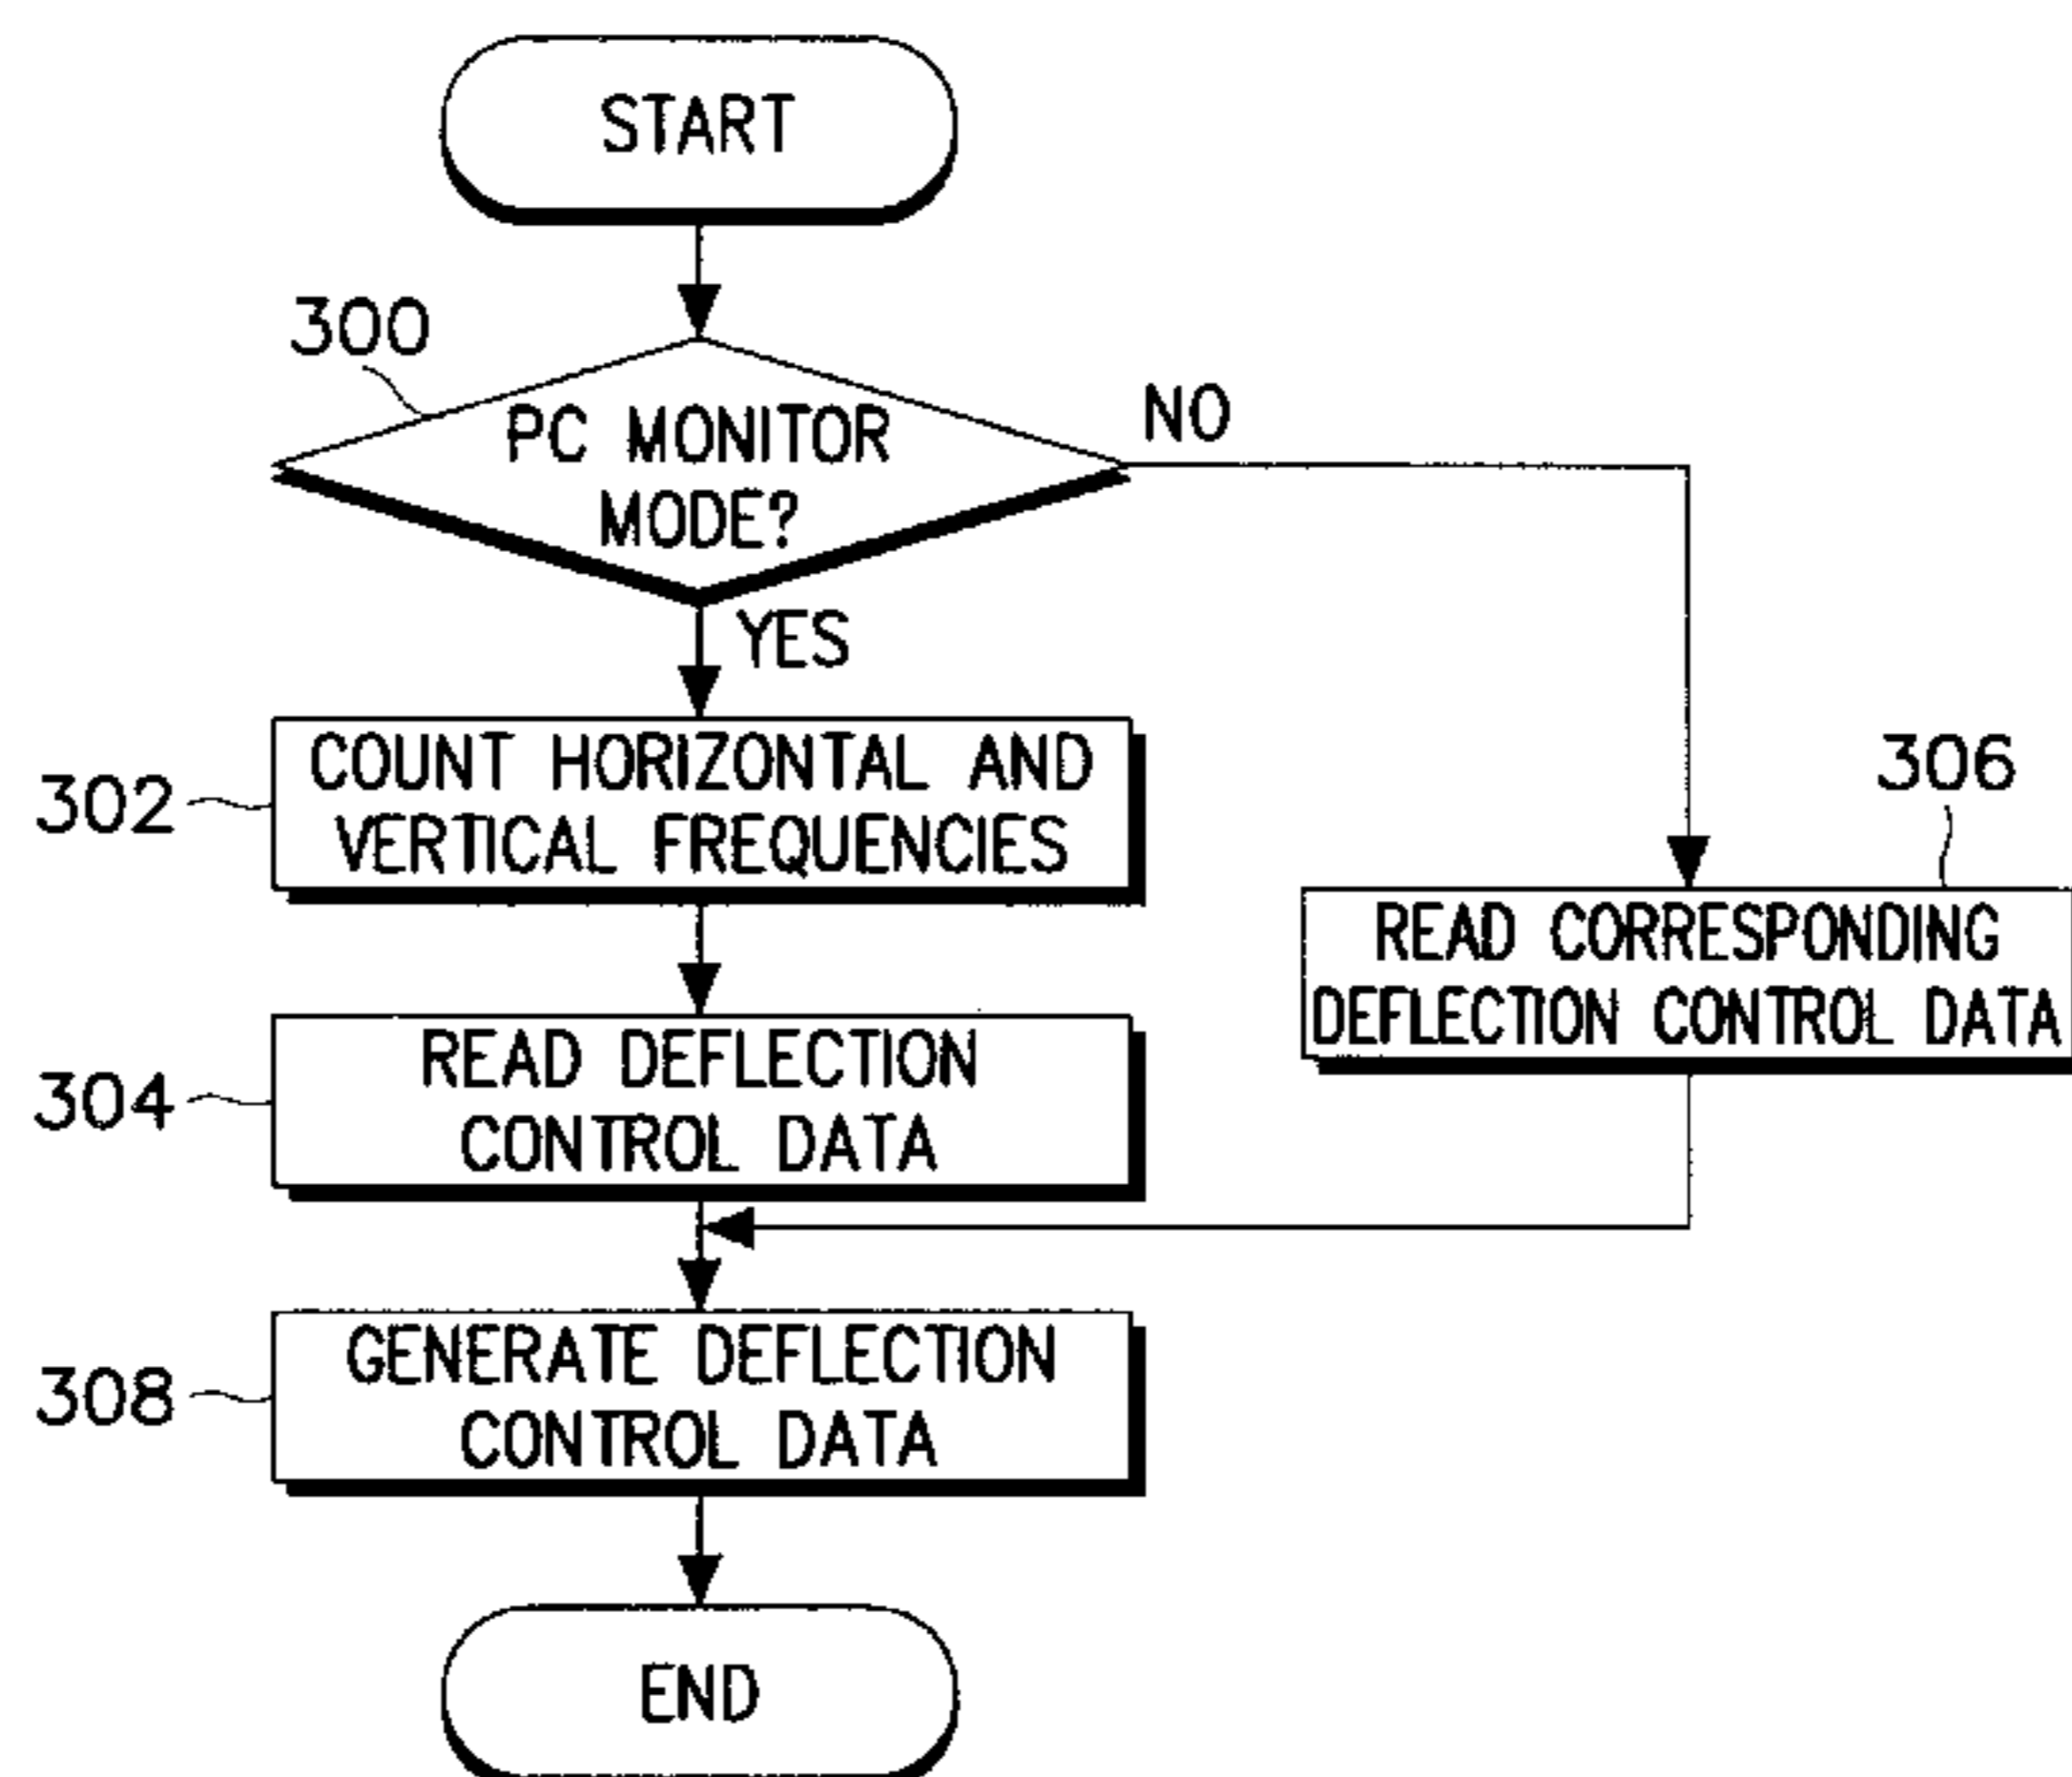 START
300
PC MONITOR
MODE?
NO
YES
302
COUNT HORIZONTAL AND
VERTICAL FREQUENCIES
306
READ CORRESPONDING
DEFLECTION CONTROL DATA
304
READ DEFLECTION
CONTROL DATA
308
GENERATE DEFLECTION
CONTROL DATA
END